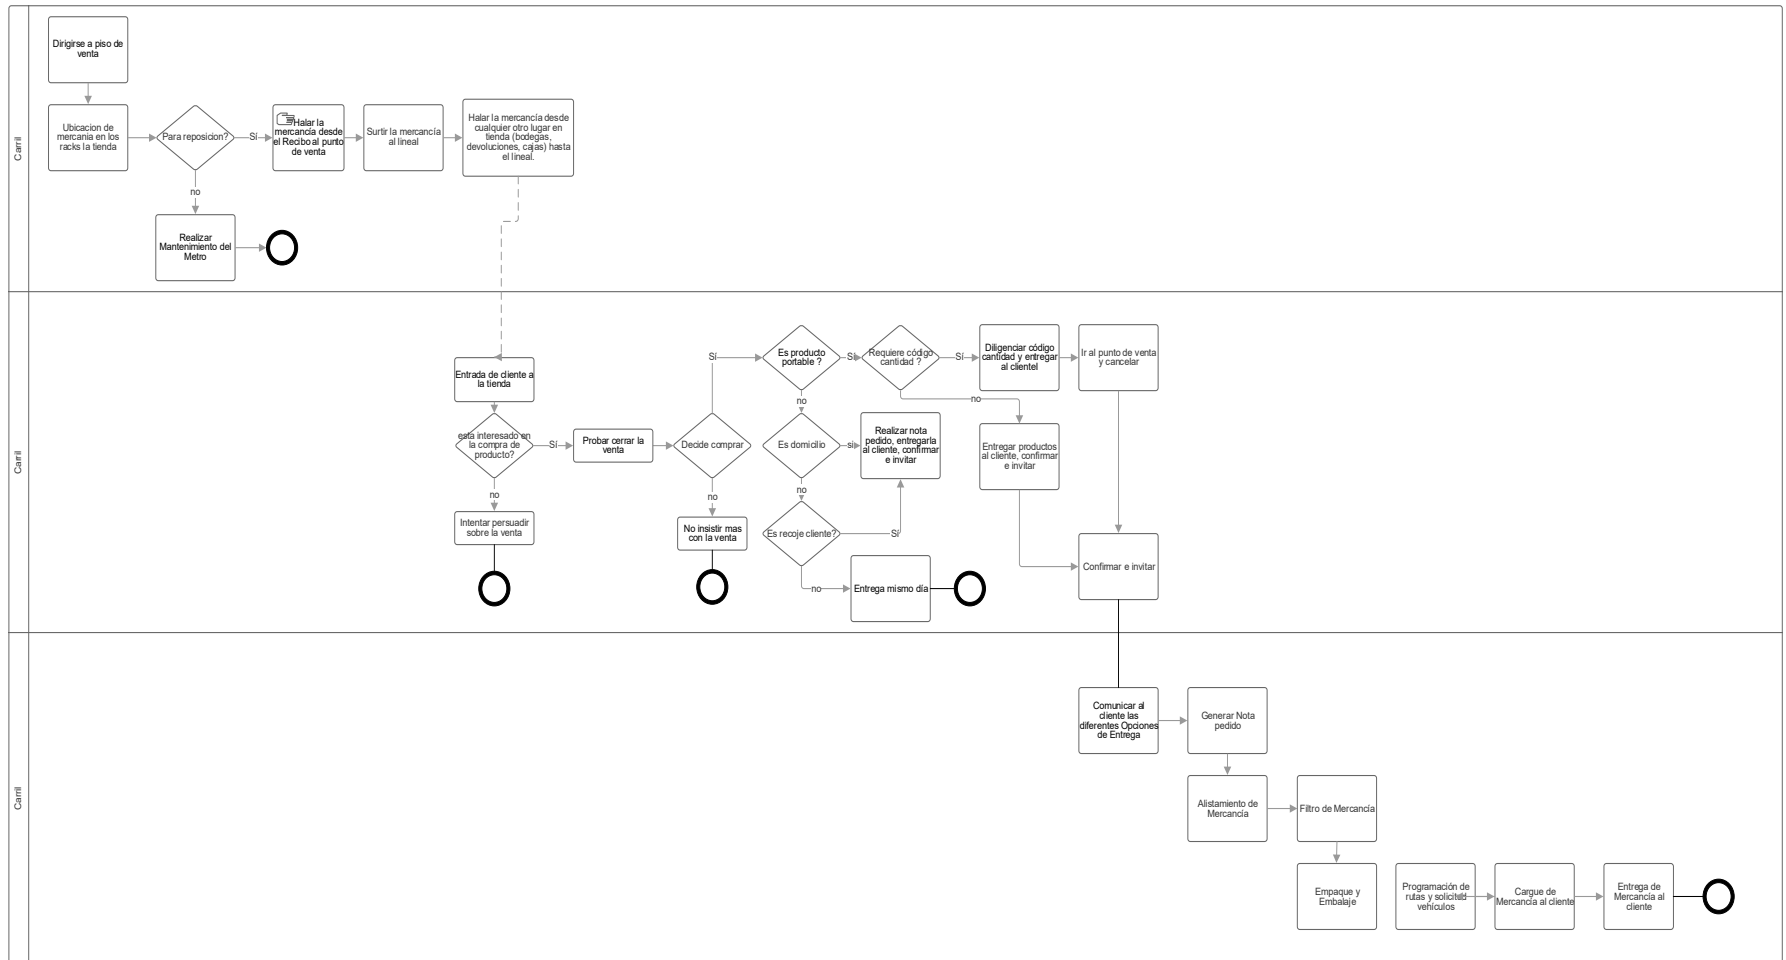 Carril
Dirigirse a piso de
venta
Ubicacion de
mercania en los
racks la tienda
Para reposicion?
Sí
Halar la
mercancía desde
el Recibo al punto
de venta
Surtir la mercancía
al lineal
Halar la mercancía desde
cualquier otro lugar en
tienda (bodegas,
devoluciones, cajas) hasta
el lineal.
no
Realizar
Mantenimiento del
Metro
Carril
Entrada de cliente a
la tienda
esta interesado en
la compra de
producto?
Sí
no
Intentar persuadir
sobre la venta
Probar cerrar la
venta
Decide comprar
Sí
no
No insistir mas
con la venta
Es producto
portable ?
Sí
no
Requiere código
cantidad ?
Sí
no
Diligenciar código
cantidad y entregar
al clientel
Ir al punto de venta
y cancelar
Es domicilio
si
no
Realizar nota
pedido, entregarla
al cliente, confirmar
e invitar
Entregar productos
al cliente, confirmar
e invitar
Es recoje cliente?
Sí
no
Entrega mismo día
Confirmar e invitar
Carril
Comunicar al
cliente las
diferentes Opciones
de Entrega
Generar Nota
pedido
Alistamiento de
Mercancía
Filtro de Mercancía
Empaque y
Embalaje
Programación de
rutas y solicitud
vehículos
Cargue de
Mercancía al cliente
Entrega de
Mercancía al
cliente